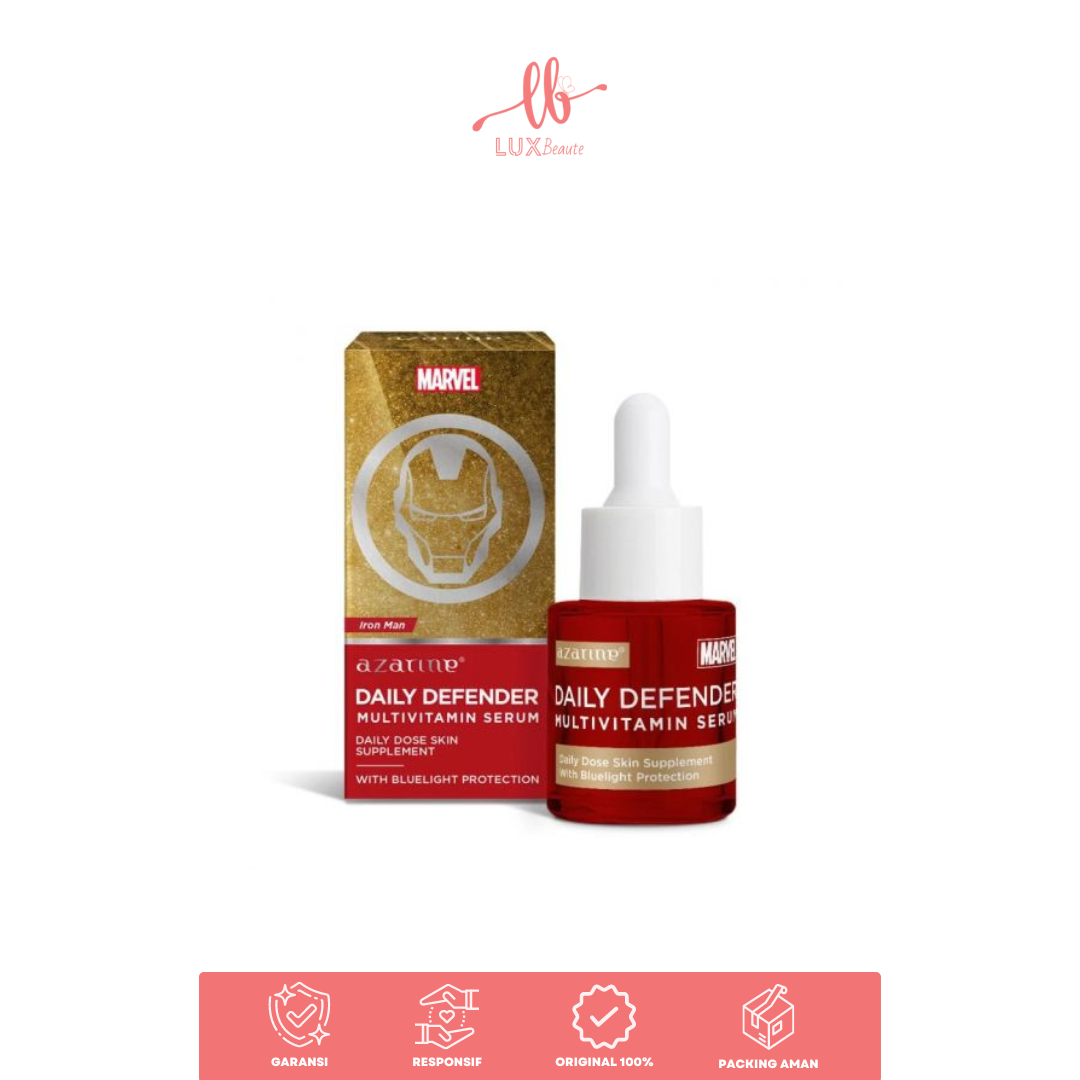 lb
LUX Beaute
azarine
MARVEL
Iron Man
azarine®
DAILY DEFENDER
MULTIVITAMIN SERUM
DAILY DOSE SKIN
SUPPLEMENT
WITH BLUELIGHT PROTECTION
azarine®
MARVEL
DAILY DEFENDER
MULTIVITAMIN SERUM
Daily Dose Skin Supplement
With Bluelight Protection
GARANSI
RESPONSIF
ORIGINAL 100%
PACKING AMAN